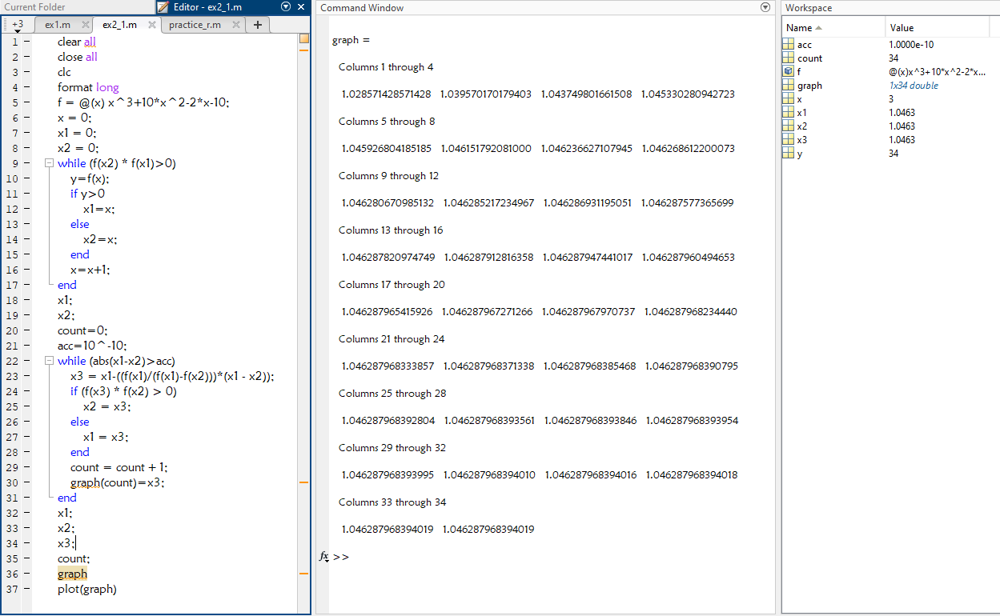 Current Folder
Editor - ex2_1.m
+3 ex1.m ex2_1.m practice_r.m +
1 - clear all
2 - close all
3 - clc
4 - format long
5 - f = @(x) x^3+10*x^2-2*x-10;
6 - x = 0;
7 - x1 = 0;
8 - x2 = 0;
9 - while (f(x2) * f(x1)>0)
10 - y=f(x);
11 - if y>0
12 - x1=x;
13 - else
14 - x2=x;
15 - end
16 - x=x+1;
17 - end
18 - x1;
19 - x2;
20 - count=0;
21 - acc=10^-10;
22 - while (abs(x1-x2)>acc)
23 - x3 = x1-((f(x1)/(f(x1)-f(x2)))*(x1 - x2));
24 - if (f(x3) * f(x2) > 0)
25 - x2 = x3;
26 - else
27 - x1 = x3;
28 - end
29 - count = count + 1;
30 - graph(count)=x3;
31 - end
32 - x1;
33 - x2;
34 - x3;
35 - count;
36 - graph
37 - plot(graph)
Command Window
graph =
Columns 1 through 4
1.028571428571428 1.039570170179403 1.043749801661508 1.045330280942723
Columns 5 through 8
1.045926804185185 1.046151792081000 1.046236627107945 1.046268612200073
Columns 9 through 12
1.046280670985132 1.046285217234967 1.046286931195051 1.046287577365699
Columns 13 through 16
1.046287820974749 1.046287912816358 1.046287947441017 1.046287960494653
Columns 17 through 20
1.046287965415926 1.046287967271266 1.046287967970737 1.046287968234440
Columns 21 through 24
1.046287968333857 1.046287968371338 1.046287968385468 1.046287968390795
Columns 25 through 28
1.046287968392804 1.046287968393561 1.046287968393846 1.046287968393954
Columns 29 through 32
1.046287968393995 1.046287968394010 1.046287968394016 1.046287968394018
Columns 33 through 34
1.046287968394019 1.046287968394019
fx >>
Workspace
Name Value
acc 1.0000e-10
count 34
f @(x)x^3+10*x^2-2*x...
graph 1x34 double
x 3
x1 1.0463
x2 1.0463
x3 1.0463
y 34